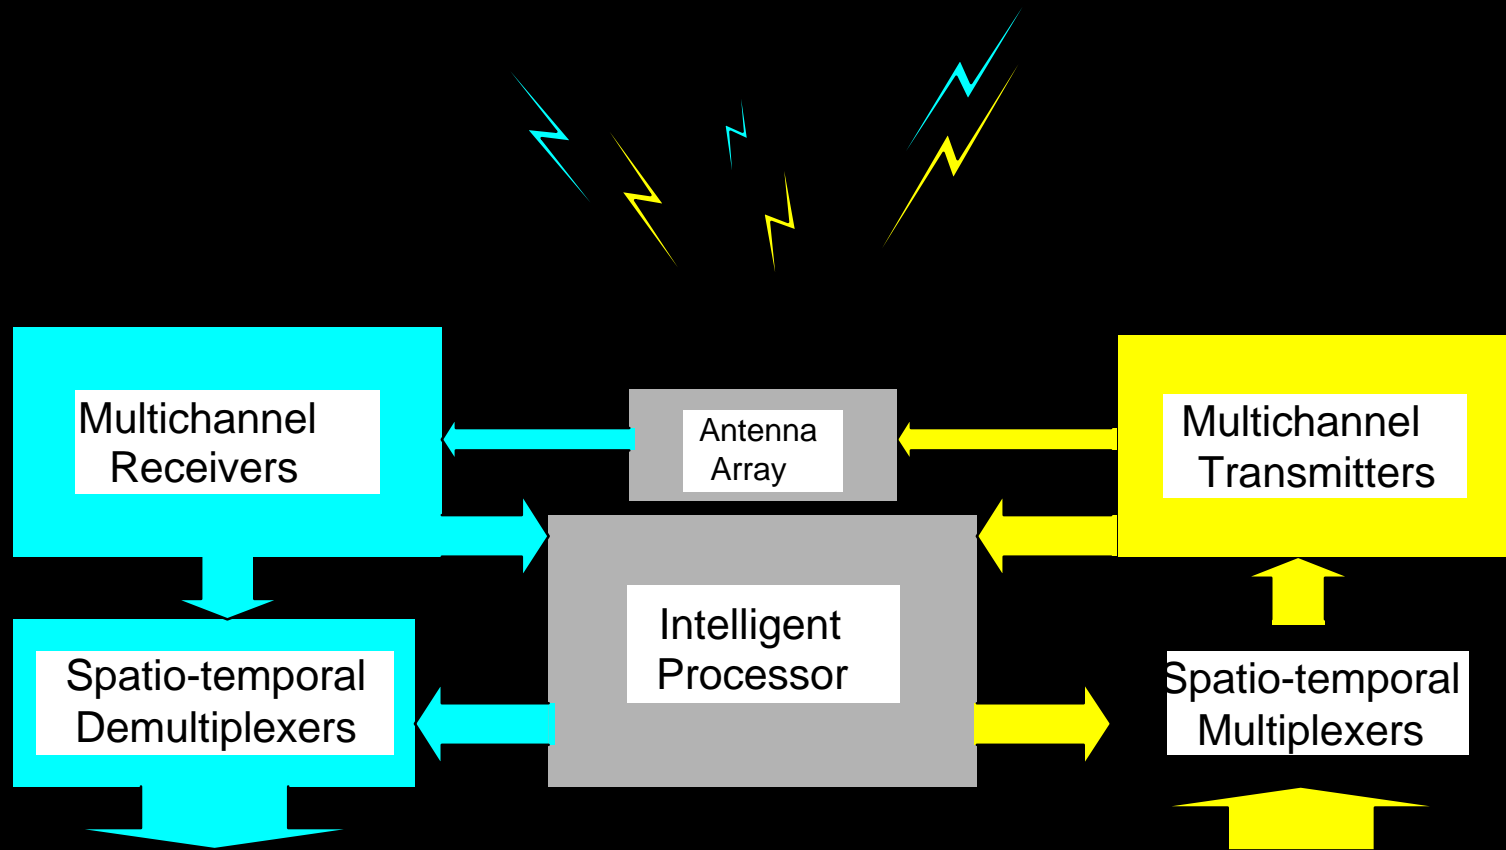 Multichannel
Receivers
Antenna
Array
Multichannel
Transmitters
Intelligent
Processor
Spatio-temporal
Demultiplexers
Spatio-temporal
Multiplexers